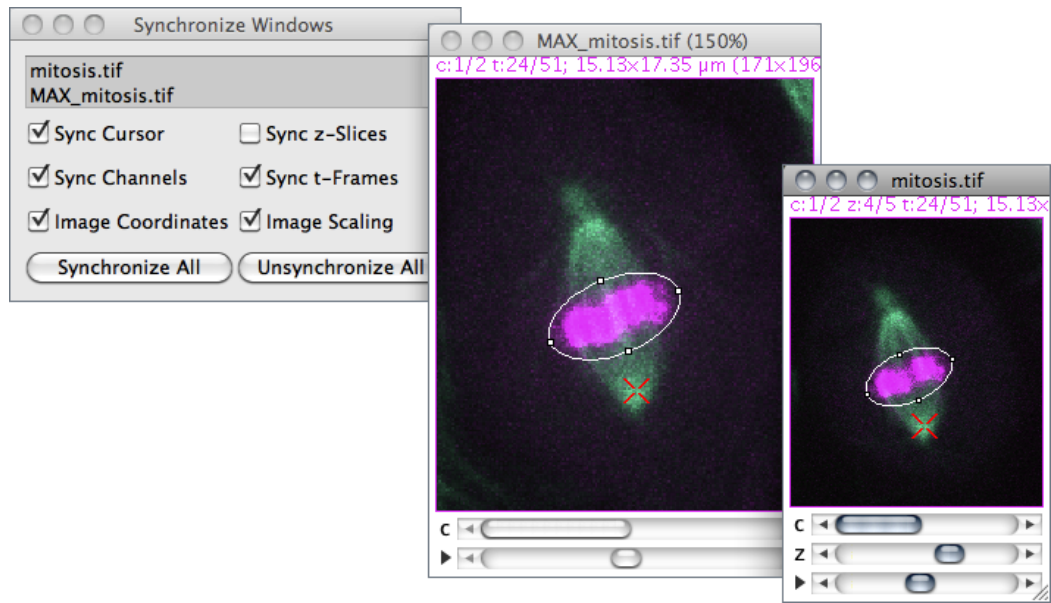 Synchronize Windows
mitosis.tif
MAX_mitosis.tif
Sync Cursor
Sync z-Slices
Sync Channels
Sync t-Frames
Image Coordinates
Image Scaling
Synchronize All
Unsynchronize All
MAX_mitosis.tif (150%)
c:1/2 t:24/51; 15.13x17.35 µm (171x196
C
mitosis.tif
c:1/2 z:4/5 t:24/51; 15.13x
C
Z